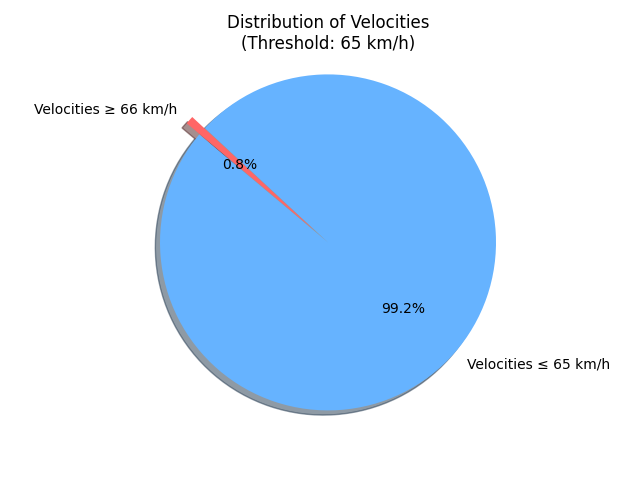 Distribution of Velocities
(Threshold: 65 km/h)
Velocities ≥ 66 km/h
0.8%
99.2%
Velocities ≤ 65 km/h